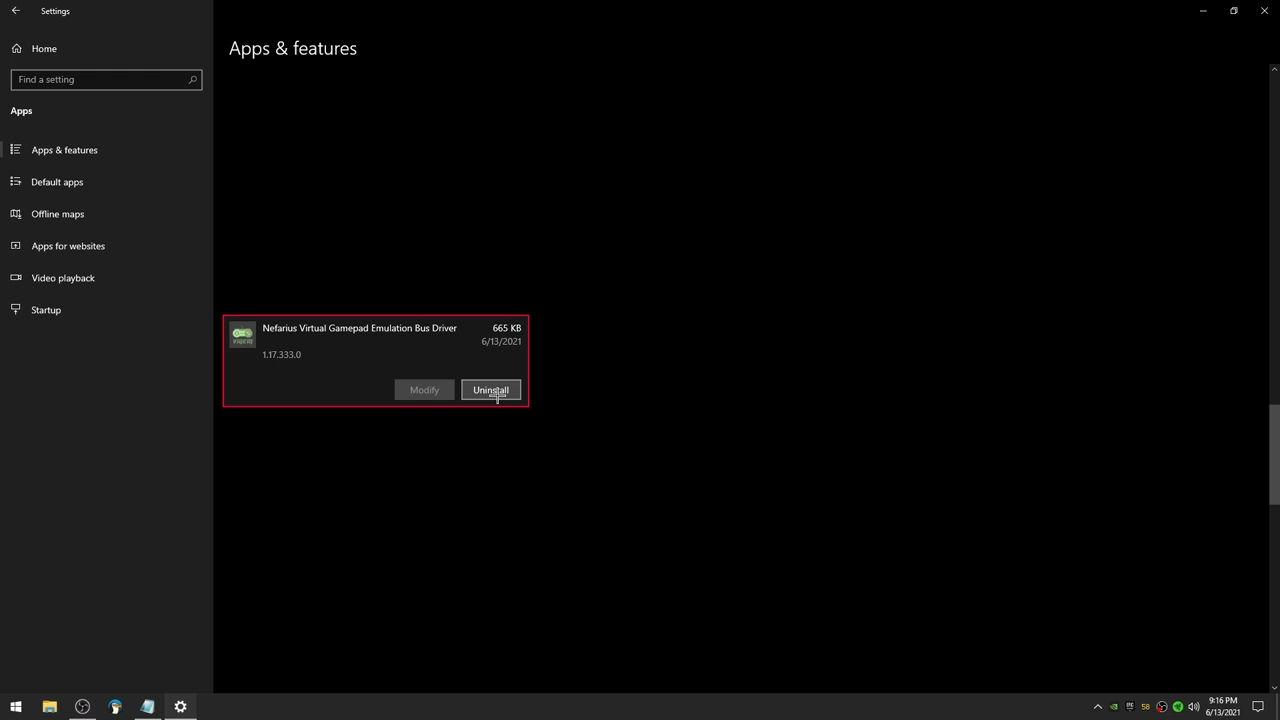 Settings
Home
Find a setting
Apps
Apps & features
Default apps
Offline maps
Apps for websites
Video playback
Startup
Apps & features
Nefarius Virtual Gamepad Emulation Bus Driver 665 KB
6/13/2021
1.17.333.0
Modify Uninstall
58
9:16 PM
6/13/2021